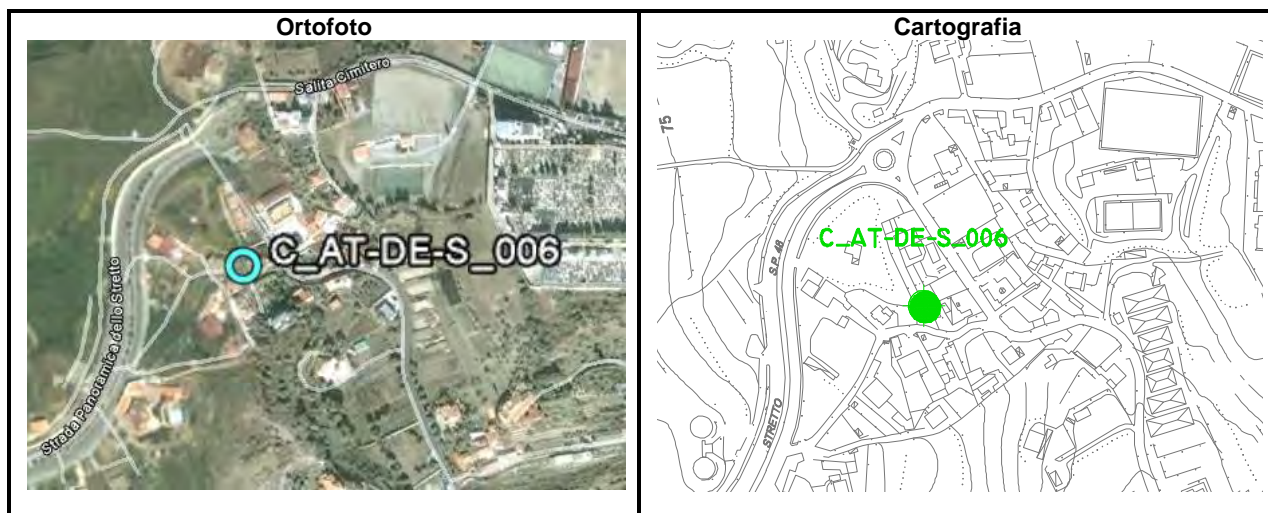 Ortofoto
Salita Cimitero
C_AT-DE-S_006
Strada Panoramica dello Stretto
Cartografia
75
S.P. 48
C_AT-DE-S_006
STRETTO